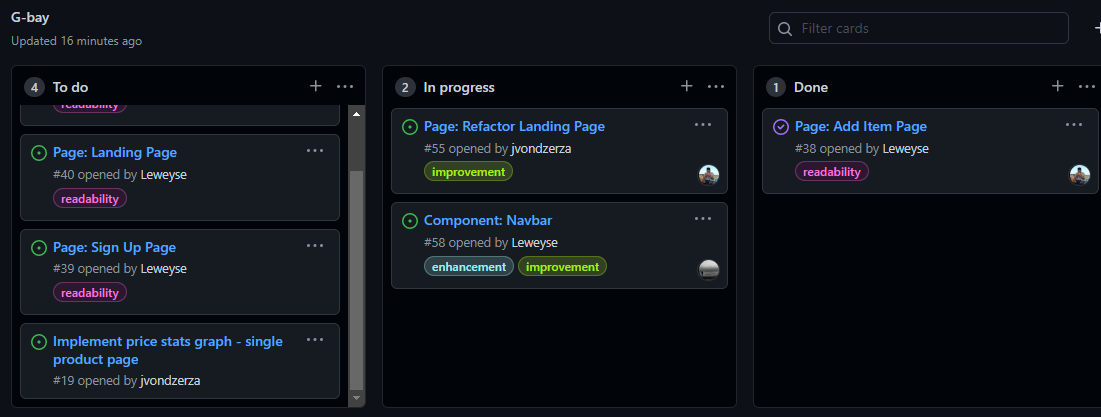 G-bay
Updated 16 minutes ago
Filter cards
4 To do
readability
Page: Landing Page
#40 opened by Leweyse
readability
Page: Sign Up Page
#39 opened by Leweyse
readability
Implement price stats graph - single
product page
#19 opened by jvondzerza
2 In progress
Page: Refactor Landing Page
#55 opened by jvondzerza
improvement
Component: Navbar
#58 opened by Leweyse
enhancement improvement
1 Done
Page: Add Item Page
#38 opened by Leweyse
readability